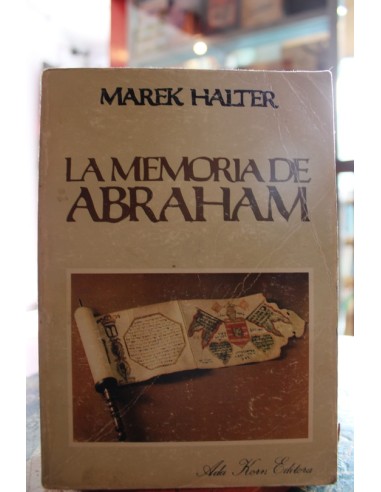 MAREK HALTER
LA MEMORIA DE
ABRAHAM
Ada Korn Editora